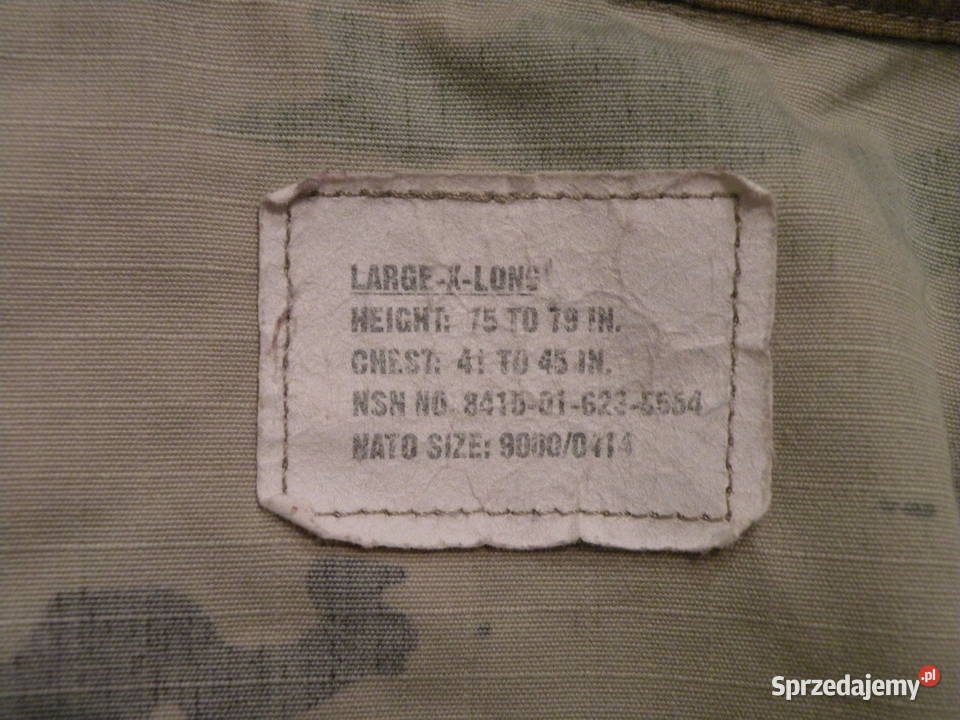 LARGE-X-LONG
HEIGHT: 75 TO 79 IN.
CHEST: 41 TO 45 IN.
NSN NO. 8415-01-623-5554
NATO SIZE: 9000/0414
Sprzedajemy.pl